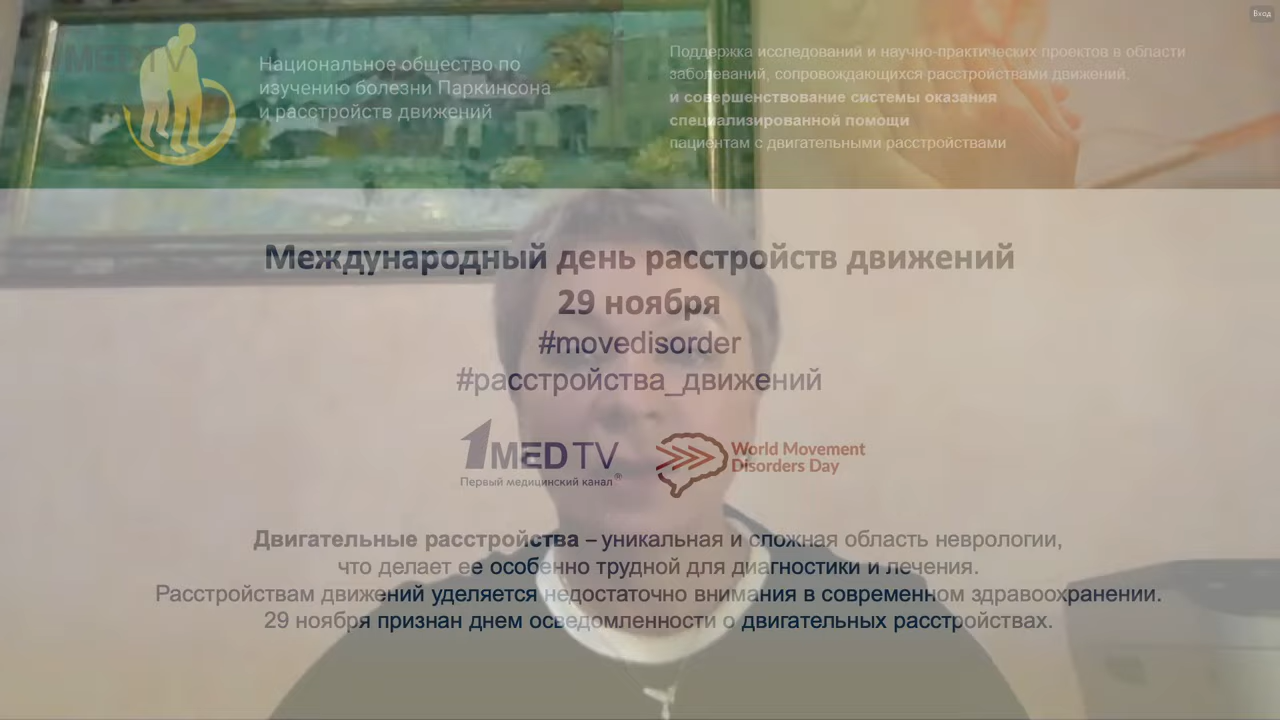 Вход
1MEDTV
Национальное общество по
изучению болезни Паркинсона
и расстройств движений
Поддержка исследований и научно-практических проектов в области
заболеваний, сопровождающихся расстройствами движений,
и совершенствование системы оказания
специализированной помощи
пациентам с двигательными расстройствами
Международный день расстройств движений
29 ноября
#movedisorder
#расстройства_движений
1MEDTV
Первый медицинский канал®
World Movement
Disorders Day
Двигательные расстройства – уникальная и сложная область неврологии,
что делает ее особенно трудной для диагностики и лечения.
Расстройствам движений уделяется недостаточно внимания в современном здравоохранении.
29 ноября признан днем осведомленности о двигательных расстройствах.